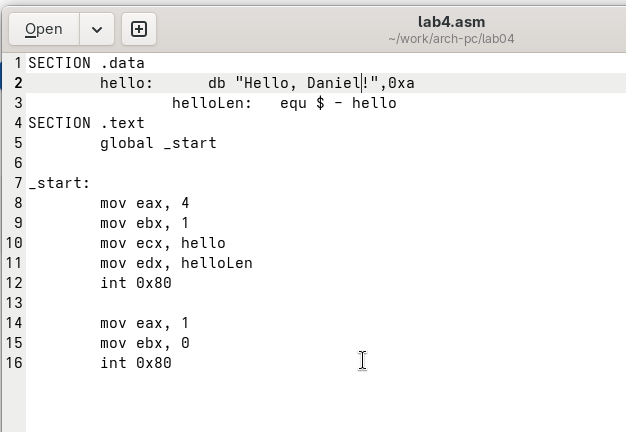 Open
lab4.asm
~/work/arch-pc/lab04
1 SECTION .data
2 hello: db "Hello, Daniel!",0xa
3 helloLen: equ $ - hello
4 SECTION .text
5 global _start
6
7 _start:
8 mov eax, 4
9 mov ebx, 1
10 mov ecx, hello
11 mov edx, helloLen
12 int 0x80
13
14 mov eax, 1
15 mov ebx, 0
16 int 0x80